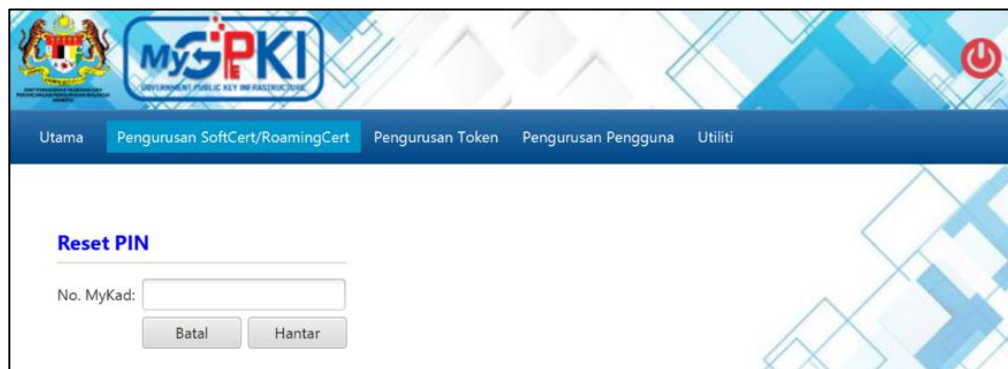 MyGPKI
GOVERNMENT PUBLIC KEY INFRASTRUCTURE
Utama Pengurusan SoftCert/RoamingCert Pengurusan Token Pengurusan Pengguna Utiliti
Reset PIN
No. MyKad:
Batal Hantar